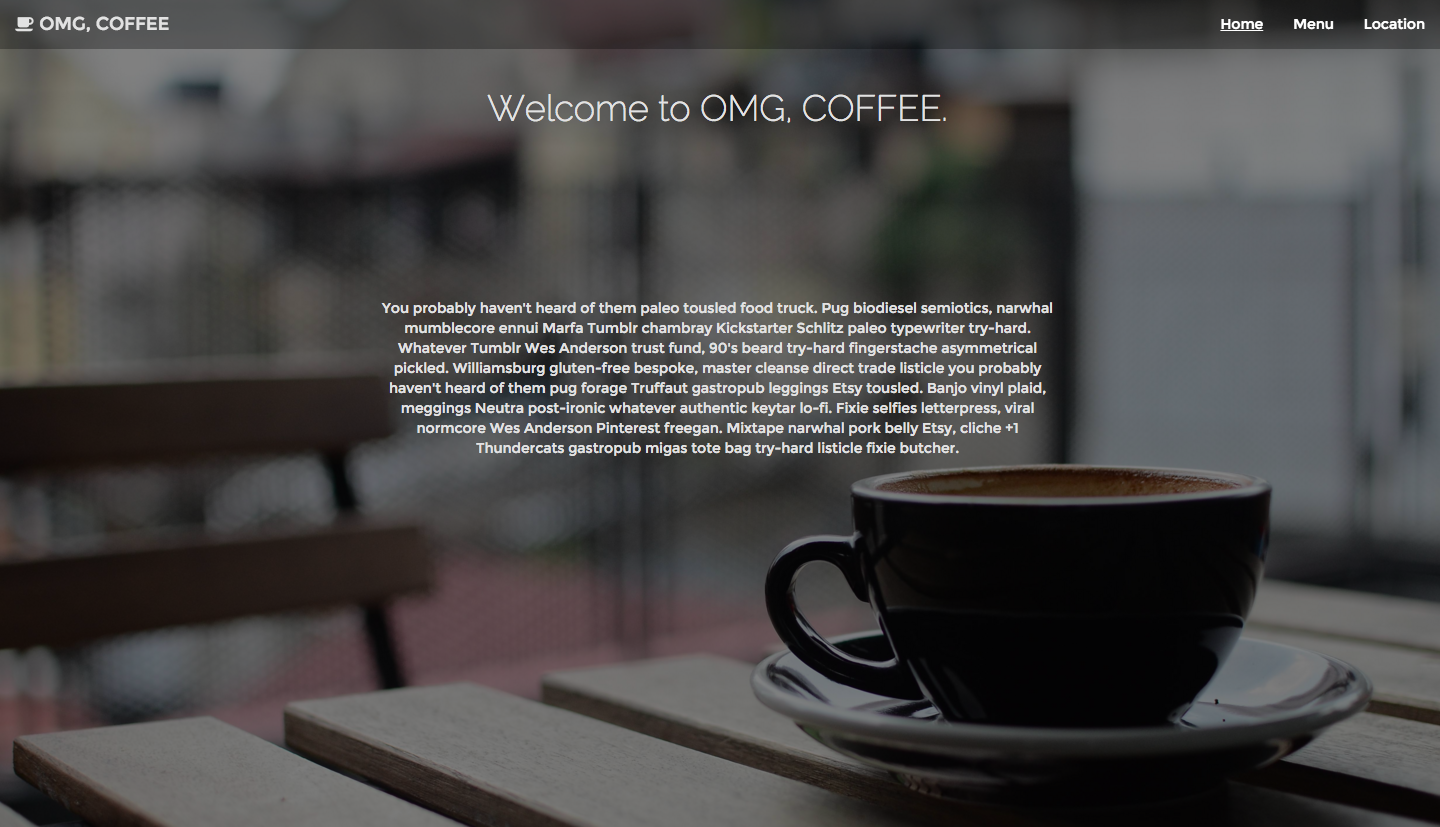 OMG, COFFEE
Home Menu Location
Welcome to OMG, COFFEE.
You probably haven't heard of them paleo tousled food truck. Pug biodiesel semiotics, narwhal
mumblecore ennui Marfa Tumblr chambray Kickstarter Schlitz paleo typewriter try-hard.
Whatever Tumblr Wes Anderson trust fund, 90's beard try-hard fingerstache asymmetrical
pickled. Williamsburg gluten-free bespoke, master cleanse direct trade listicle you probably
haven't heard of them pug forage Truffaut gastropub leggings Etsy tousled. Banjo vinyl plaid,
meggings Neutra post-ironic whatever authentic keytar lo-fi. Fixie selfies letterpress, viral
normcore Wes Anderson Pinterest freegan. Mixtape narwhal pork belly Etsy, cliche +1
Thundercats gastropub migas tote bag try-hard listicle fixie butcher.